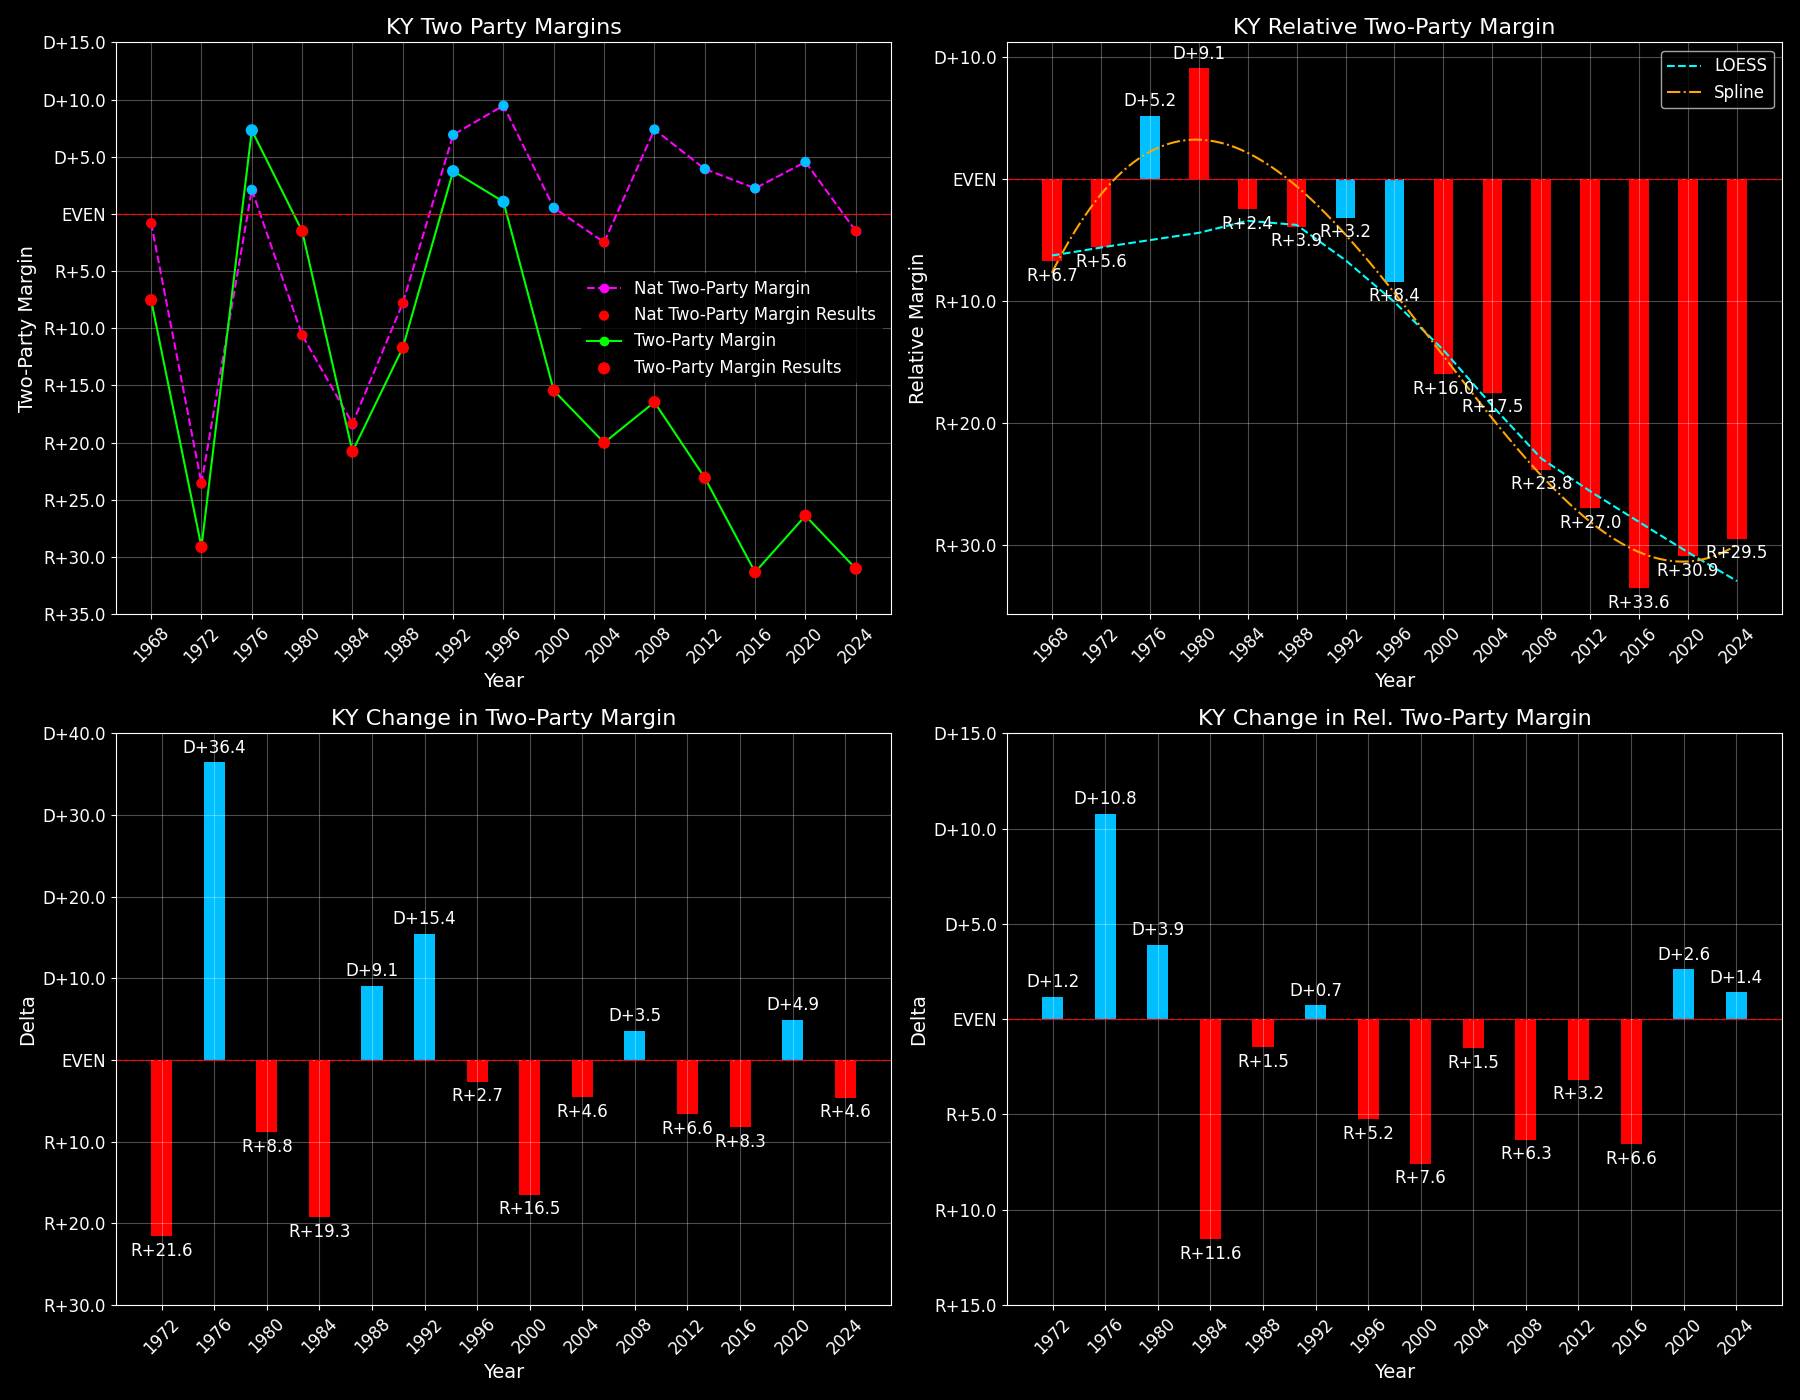 KY Two Party Margins
D+15.0
D+10.0
D+5.0
EVEN
R+5.0
R+10.0
R+15.0
R+20.0
R+25.0
R+30.0
R+35.0
Two-Party Margin
Nat Two-Party Margin
Nat Two-Party Margin Results
Two-Party Margin
Two-Party Margin Results
1968 1972 1976 1980 1984 1988 1992 1996 2000 2004 2008 2012 2016 2020 2024
Year
KY Relative Two-Party Margin
D+10.0
EVEN
R+10.0
R+20.0
R+30.0
Relative Margin
LOESS
Spline
R+6.7
R+5.6
D+5.2
D+9.1
R+2.4
R+3.9
R+3.2
R+8.4
R+16.0
R+17.5
R+23.8
R+27.0
R+33.6
R+30.9
R+29.5
1968 1972 1976 1980 1984 1988 1992 1996 2000 2004 2008 2012 2016 2020 2024
Year
KY Change in Two-Party Margin
D+40.0
D+30.0
D+20.0
D+10.0
EVEN
R+10.0
R+20.0
R+30.0
Delta
R+21.6
D+36.4
R+8.8
R+19.3
D+9.1
D+15.4
R+2.7
R+16.5
R+4.6
D+3.5
R+6.6
R+8.3
D+4.9
R+4.6
1972 1976 1980 1984 1988 1992 1996 2000 2004 2008 2012 2016 2020 2024
Year
KY Change in Rel. Two-Party Margin
D+15.0
D+10.0
D+5.0
EVEN
R+5.0
R+10.0
R+15.0
Delta
D+1.2
D+10.8
D+3.9
R+11.6
R+1.5
D+0.7
R+5.2
R+7.6
R+1.5
R+6.3
R+3.2
R+6.6
D+2.6
D+1.4
1972 1976 1980 1984 1988 1992 1996 2000 2004 2008 2012 2016 2020 2024
Year